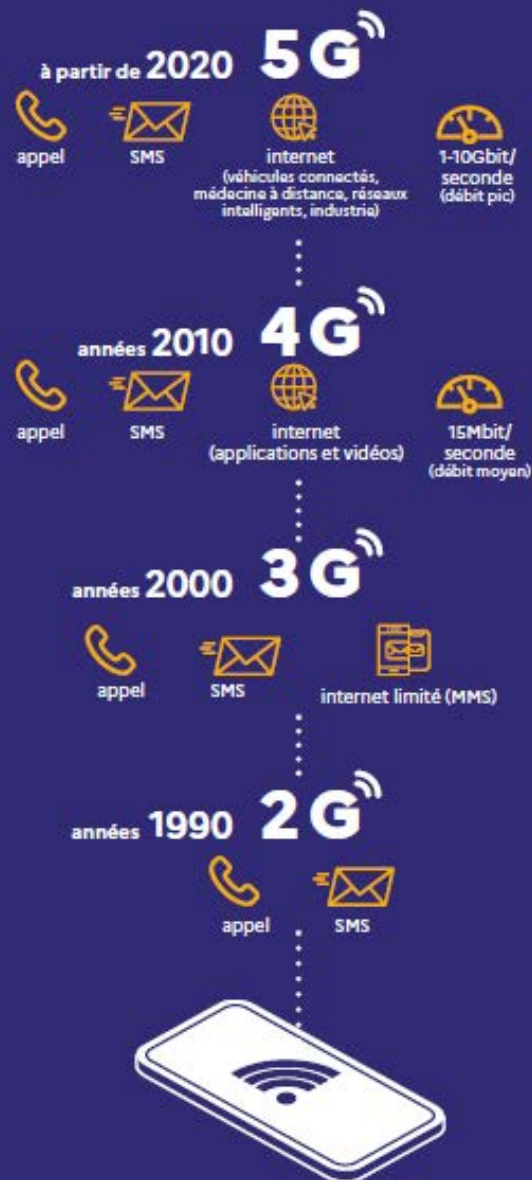 à partir de 2020 5G
appel
SMS
internet
(véhicules connectés,
médecine à distance, réseaux
intelligents, industrie)
1-10Gbit/
seconde
(débit pic)
années 2010 4G
appel
SMS
internet
(applications et vidéos)
15Mbit/
seconde
(débit moyen)
années 2000 3G
appel
SMS
internet limité (MMS)
années 1990 2G
appel
SMS